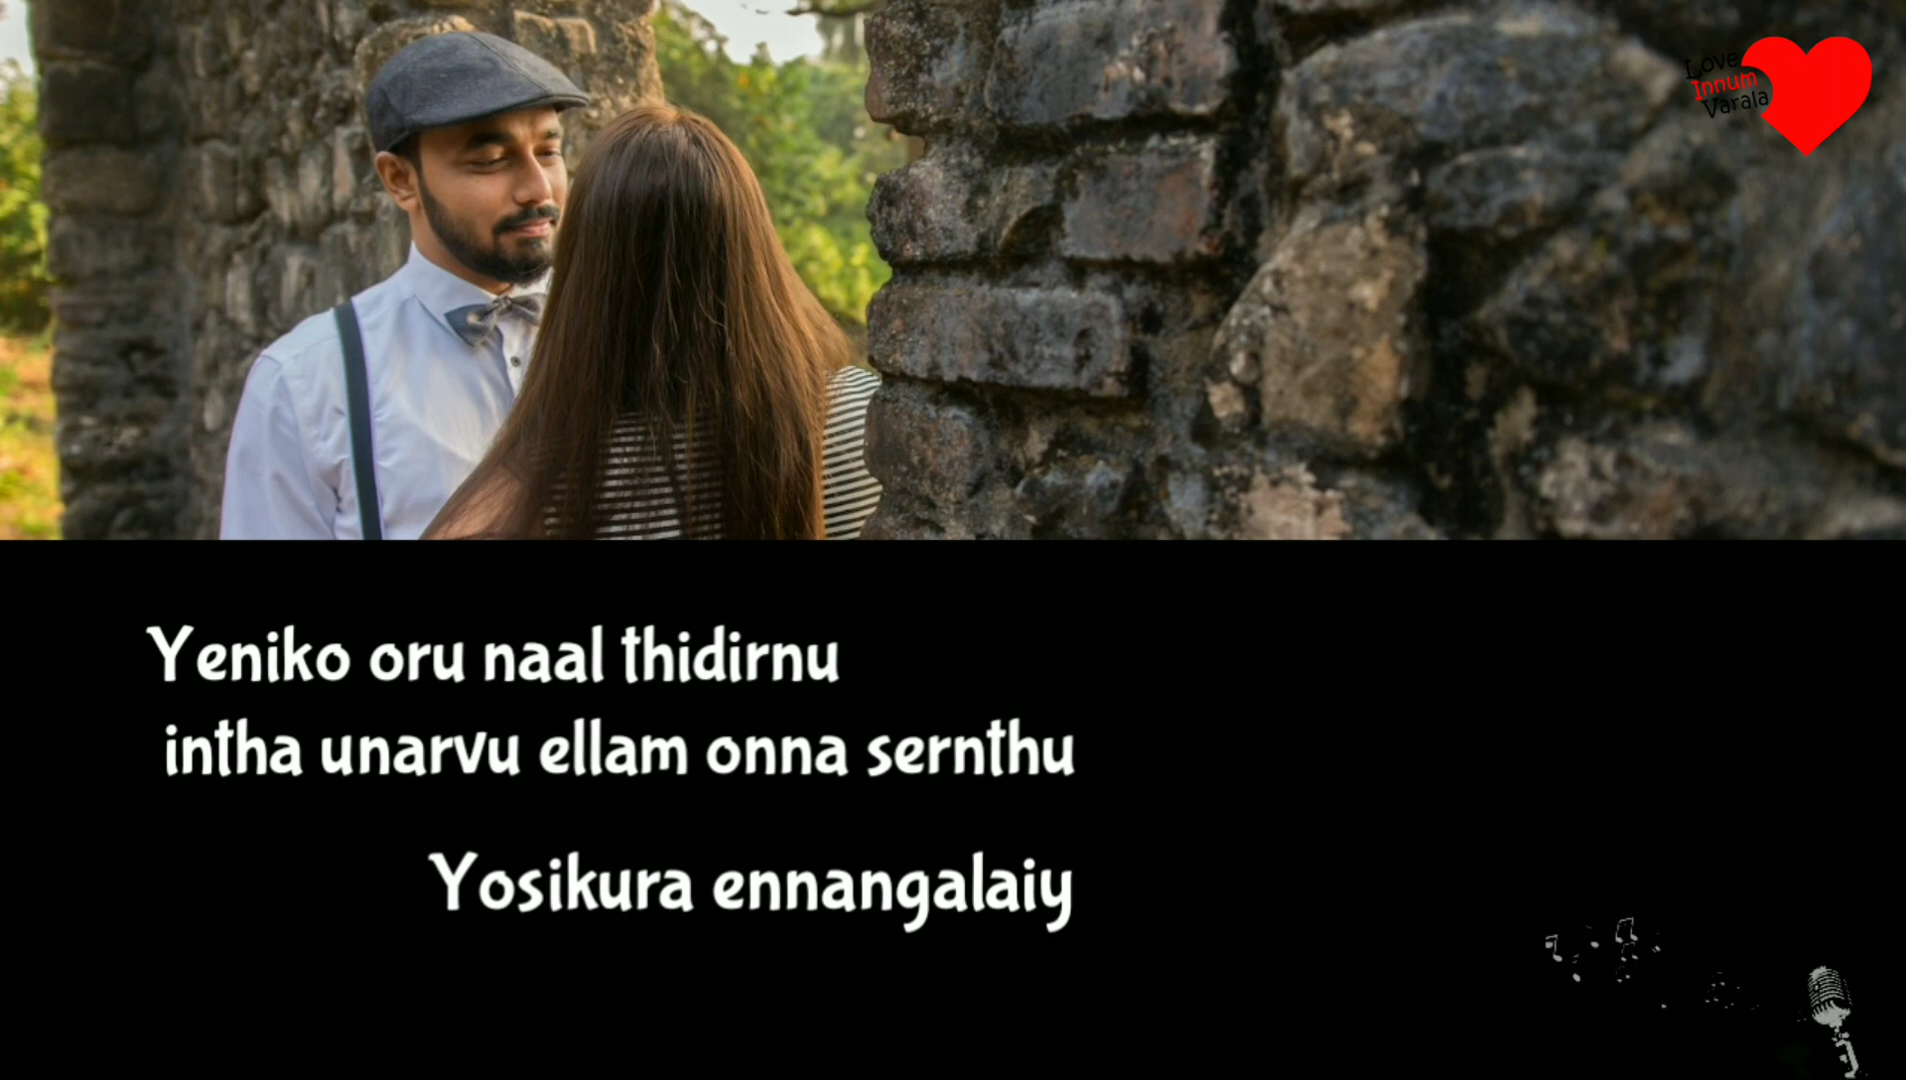 Love
Innum
Varala
Yeniko oru naal thidirnu
intha unarvu ellam onna sernthu
Yosikura ennangalaiy